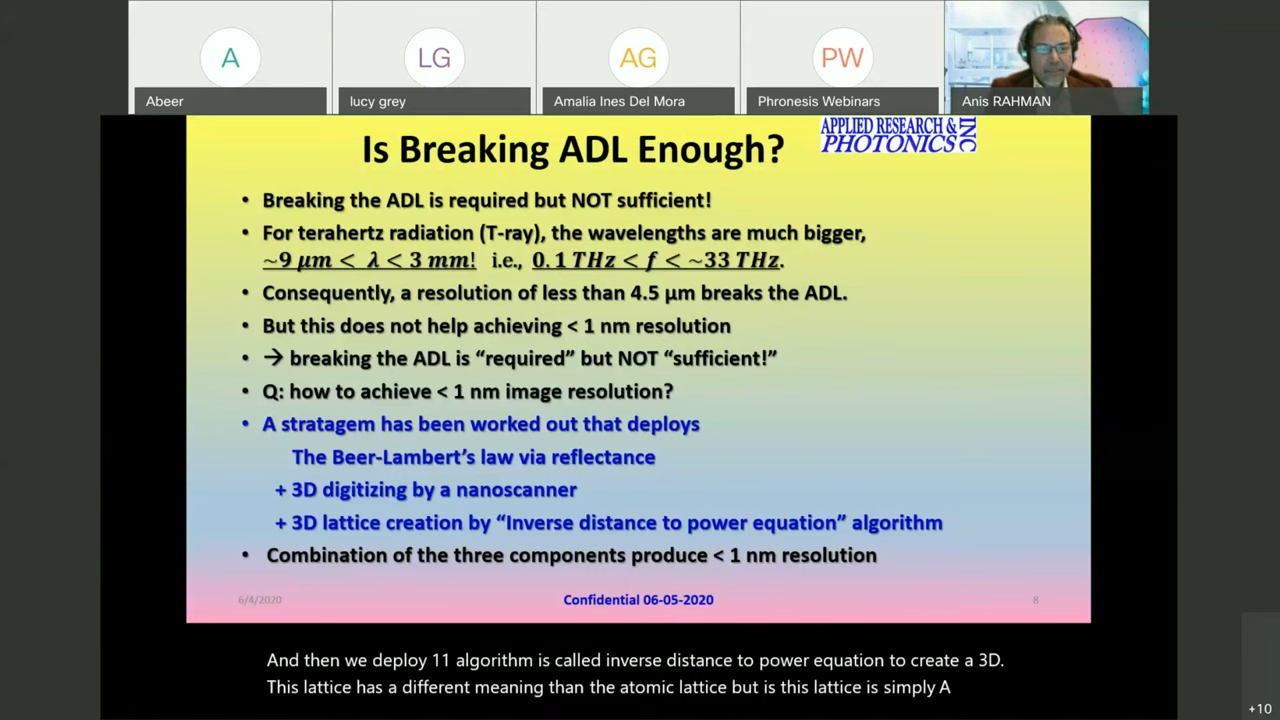 A
LG
AG
PW
Abeer
lucy grey
Amalia Ines Del Mora
Phronesis Webinars
Anis RAHMAN
Is Breaking ADL Enough?
APPLIED RESEARCH &
PHOTONICS
INC
• Breaking the ADL is required but NOT sufficient!
• For terahertz radiation (T-ray), the wavelengths are much bigger,
~9 μm < λ < 3 mm! i.e., 0.1 THz < f < ~33 THz.
• Consequently, a resolution of less than 4.5 μm breaks the ADL.
• But this does not help achieving < 1 nm resolution
• → breaking the ADL is “required” but NOT “sufficient!”
• Q: how to achieve < 1 nm image resolution?
• A stratagem has been worked out that deploys
The Beer-Lambert’s law via reflectance
+ 3D digitizing by a nanoscanner
+ 3D lattice creation by “Inverse distance to power equation” algorithm
• Combination of the three components produce < 1 nm resolution
6/4/2020
Confidential 06-05-2020
8
And then we deploy 11 algorithm is called inverse distance to power equation to create a 3D.
This lattice has a different meaning than the atomic lattice but is this lattice is simply A
+10